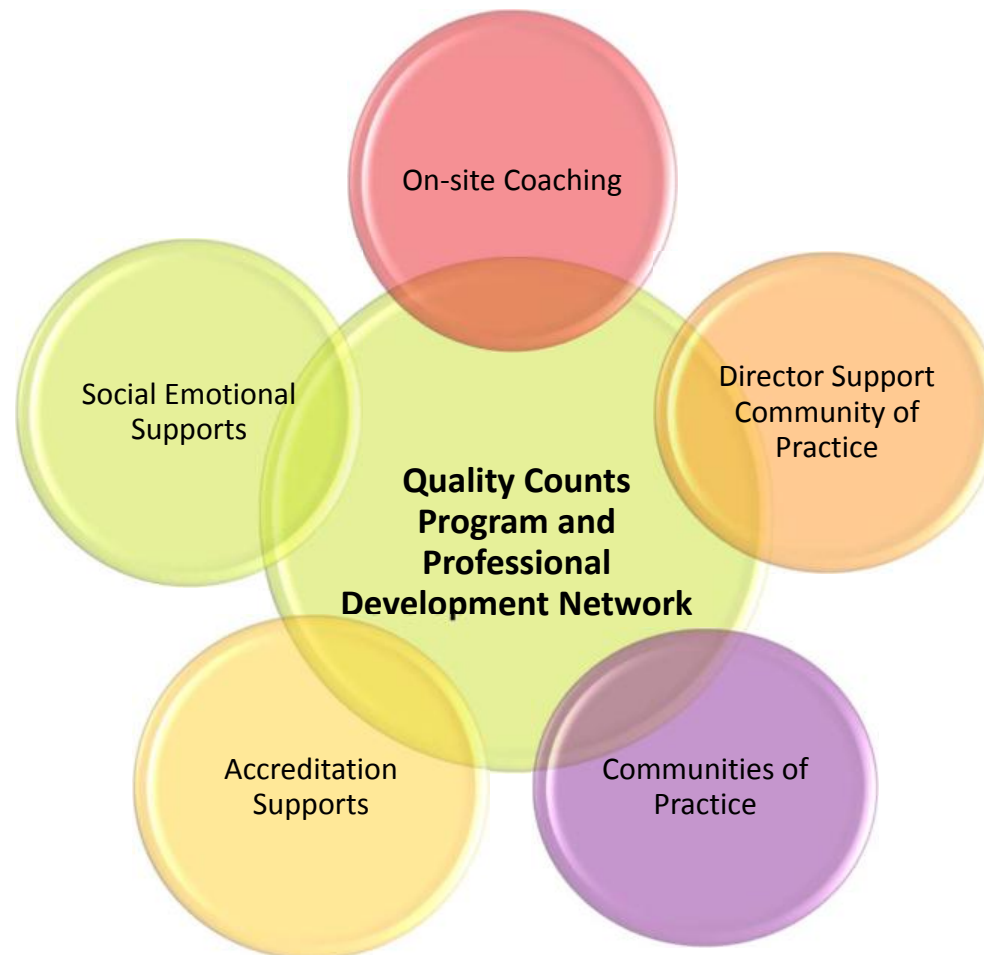 On-site Coaching
Social Emotional
Supports
Director Support
Community of
Practice
Quality Counts
Program and
Professional
Development Network
Accreditation
Supports
Communities of
Practice